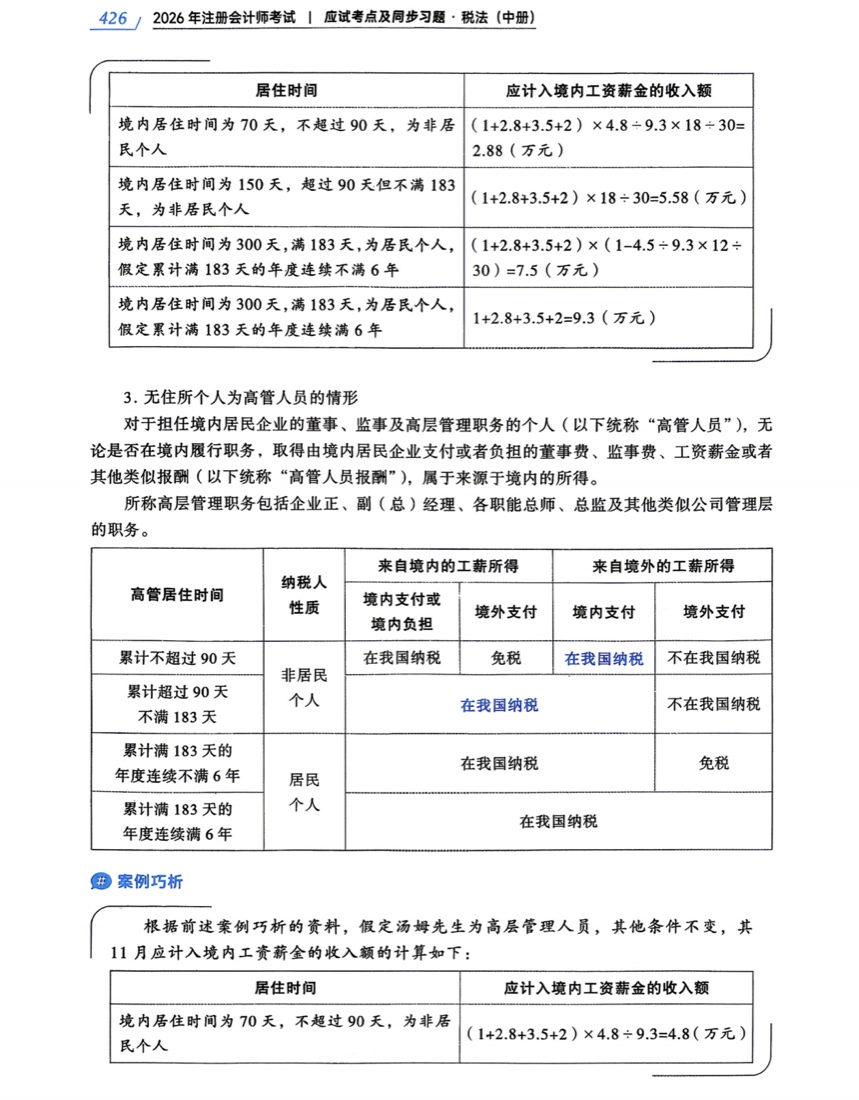 426 2026年注册会计师考试 | 应试考点及同步习题·税法（中册）
居住时间 应计入境内工资薪金的收入额
境内居住时间为70天，不超过90天，为非居 （1+2.8+3.5+2）×4.8÷9.3×18÷30=
民个人 2.88（万元）
境内居住时间为150天，超过90天但不满183
天，为非居民个人 （1+2.8+3.5+2）×18÷30=5.58（万元）
境内居住时间为300天,满183天,为居民个人， （1+2.8+3.5+2）×（1-4.5÷9.3×12÷
假定累计满183天的年度连续不满6年 30）=7.5（万元）
境内居住时间为300天,满183天,为居民个人，
假定累计满183天的年度连续满6年 1+2.8+3.5+2=9.3（万元）
3. 无住所个人为高管人员的情形
对于担任境内居民企业的董事、监事及高层管理职务的个人（以下统称“高管人员”），无
论是否在境内履行职务，取得由境内居民企业支付或者负担的董事费、监事费、工资薪金或者
其他类似报酬（以下统称“高管人员报酬”），属于来源于境内的所得。
所称高层管理职务包括企业正、副（总）经理、各职能总师、总监及其他类似公司管理层
的职务。
高管居住时间 纳税人
性质 来自境内的工薪所得 来自境外的工薪所得
境内支付或
境内负担 境外支付 境内支付 境外支付
累计不超过90天 非居民
个人 在我国纳税 免税 在我国纳税 不在我国纳税
累计超过90天
不满183天 在我国纳税 不在我国纳税
累计满183天的
年度连续不满6年 居民
个人 在我国纳税 免税
累计满183天的
年度连续满6年 在我国纳税
# 案例巧析
根据前述案例巧析的资料，假定汤姆先生为高层管理人员，其他条件不变，其
11月应计入境内工资薪金的收入额的计算如下：
居住时间 应计入境内工资薪金的收入额
境内居住时间为70天，不超过90天，为非居
民个人 （1+2.8+3.5+2）×4.8÷9.3=4.8（万元）